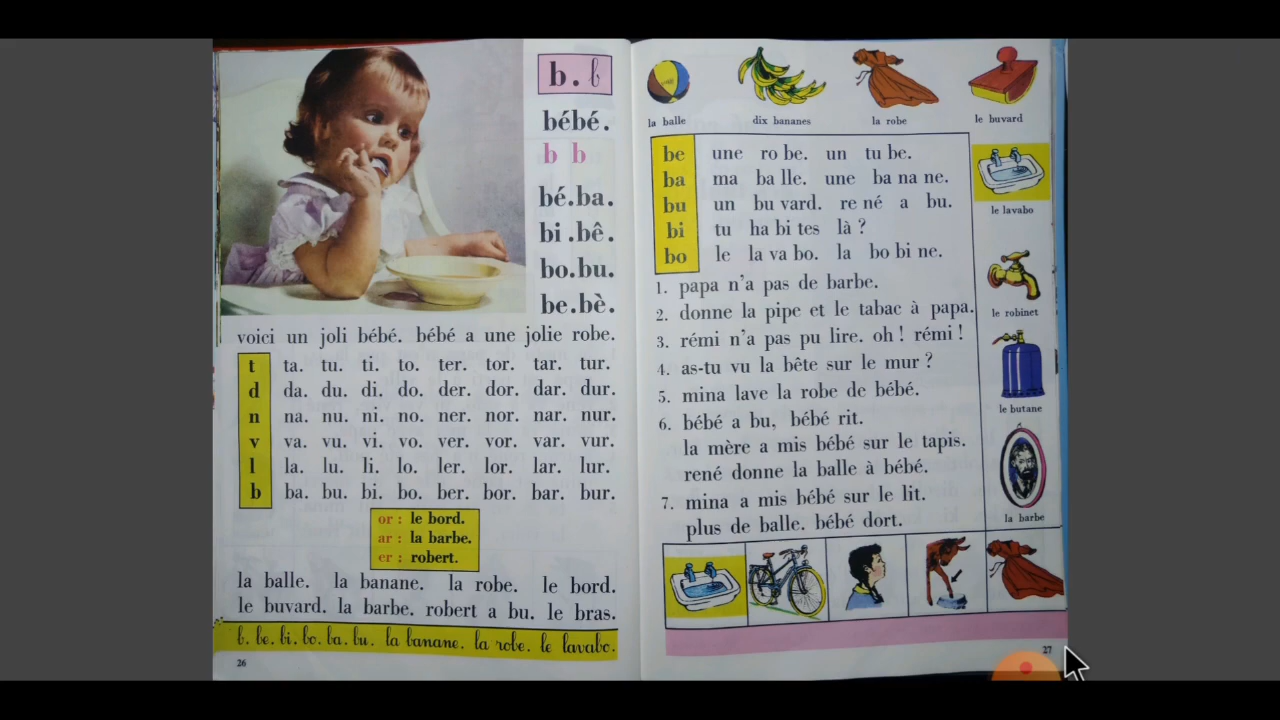 b. b
bébé.
b b
bé.ba.
bi.bê.
bo.bu.
be.bè.
voici un joli bébé. bébé a une jolie robe.
t ta. tu. ti. to. ter. tor. tar. tur.
d da. du. di. do. der. dor. dar. dur.
n na. nu. ni. no. ner. nor. nar. nur.
v va. vu. vi. vo. ver. vor. var. vur.
l la. lu. li. lo. ler. lor. lar. lur.
b ba. bu. bi. bo. ber. bor. bar. bur.
or : le bord.
ar : la barbe.
er : robert.
la balle. la banane. la robe. le bord.
le buvard. la barbe. robert a bu. le bras.
b. be. bi. bo. ba. bu. la banane. la robe. le lavabo.
26
la balle dix bananes la robe le buvard
be une ro be. un tu be.
ba ma ba lle. une ba na ne.
bu un bu vard. re né a bu.
bi tu ha bi tes là ?
bo le la va bo. la bo bi ne.
le lavabo
le robinet
le butane
la barbe
1. papa n'a pas de barbe.
2. donne la pipe et le tabac à papa.
3. rémi n'a pas pu lire. oh ! rémi !
4. as-tu vu la bête sur le mur ?
5. mina lave la robe de bébé.
6. bébé a bu, bébé rit.
la mère a mis bébé sur le tapis.
rené donne la balle à bébé.
7. mina a mis bébé sur le lit.
plus de balle. bébé dort.
27